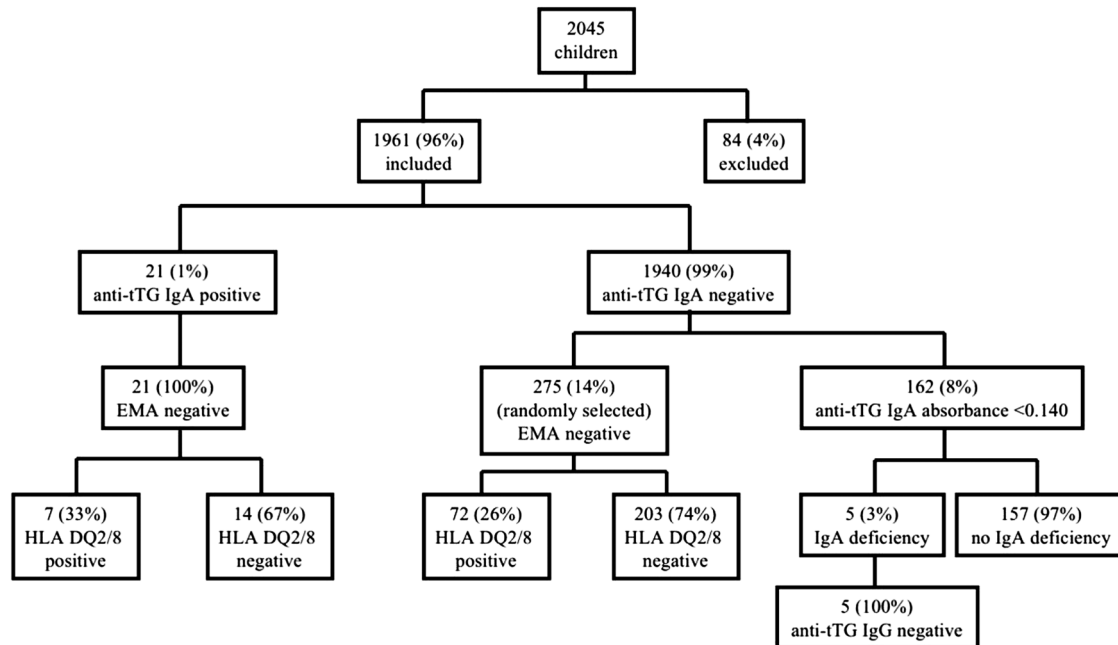 2045
children
1961 (96%)
included
84 (4%)
excluded
21 (1%)
anti-tTG IgA positive
1940 (99%)
anti-tTG IgA negative
21 (100%)
EMA negative
275 (14%)
(randomly selected)
EMA negative
162 (8%)
anti-tTG IgA absorbance <0.140
7 (33%)
HLA DQ2/8
positive
14 (67%)
HLA DQ2/8
negative
72 (26%)
HLA DQ2/8
positive
203 (74%)
HLA DQ2/8
negative
5 (3%)
IgA deficiency
157 (97%)
no IgA deficiency
5 (100%)
anti-tTG IgG negative